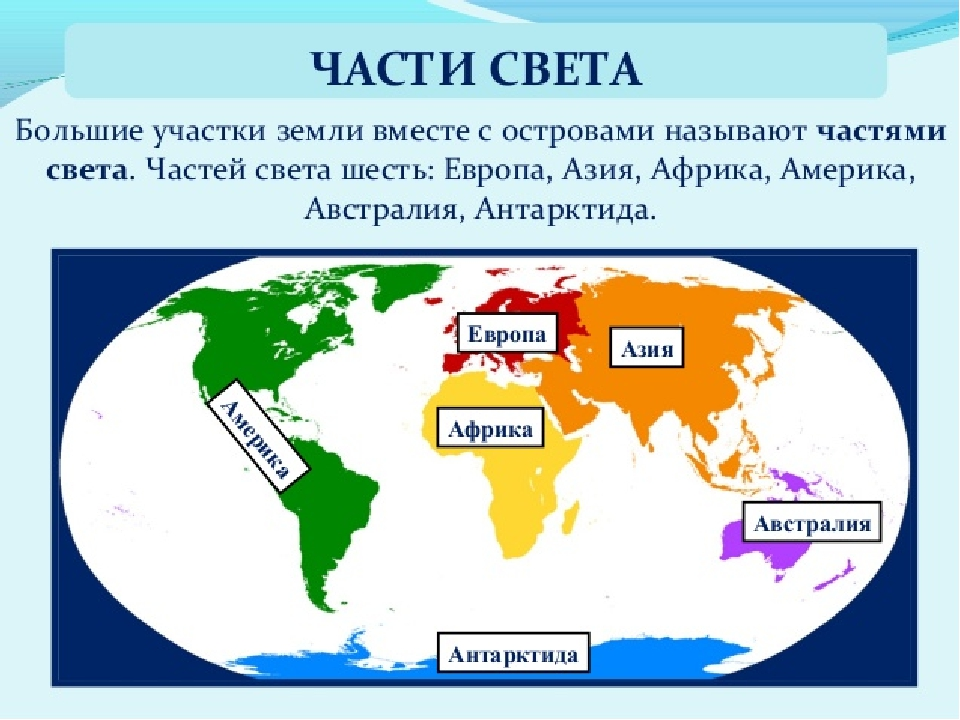 ЧАСТИ СВЕТА
Большие участки земли вместе с островами называют частями
света. Частей света шесть: Европа, Азия, Африка, Америка,
Австралия, Антарктида.
Европа
Азия
Америка
Африка
Австралия
Антарктида